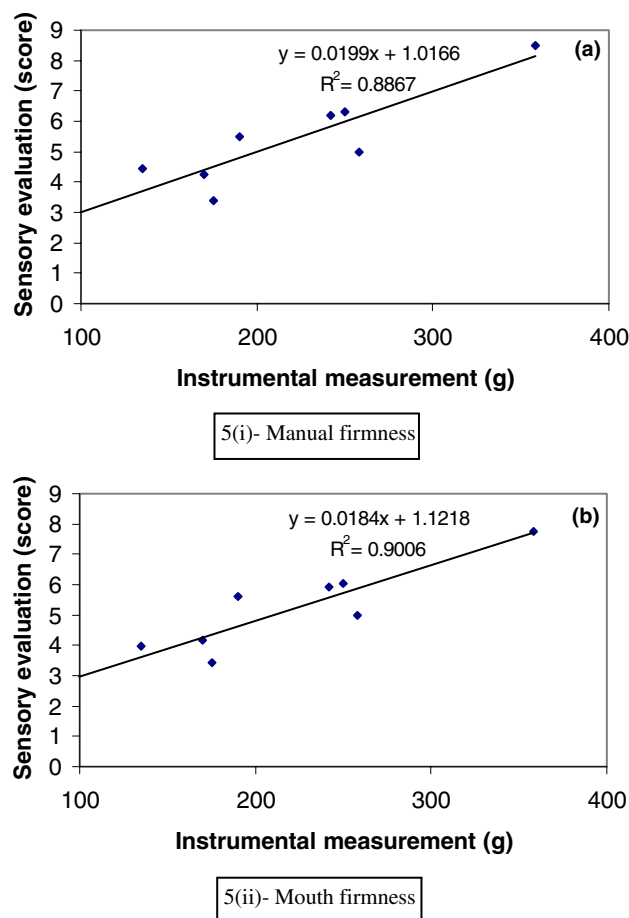 9
8
7
6
5
4
3
2
1
0
Sensory evaluation (score)
y = 0.0199x + 1.0166
R² = 0.8867
(a)
100 200 300 400
Instrumental measurement (g)
5(i)- Manual firmness
9
8
7
6
5
4
3
2
1
0
Sensory evaluation (score)
y = 0.0184x + 1.1218
R² = 0.9006
(b)
100 200 300 400
Instrumental measurement (g)
5(ii)- Mouth firmness